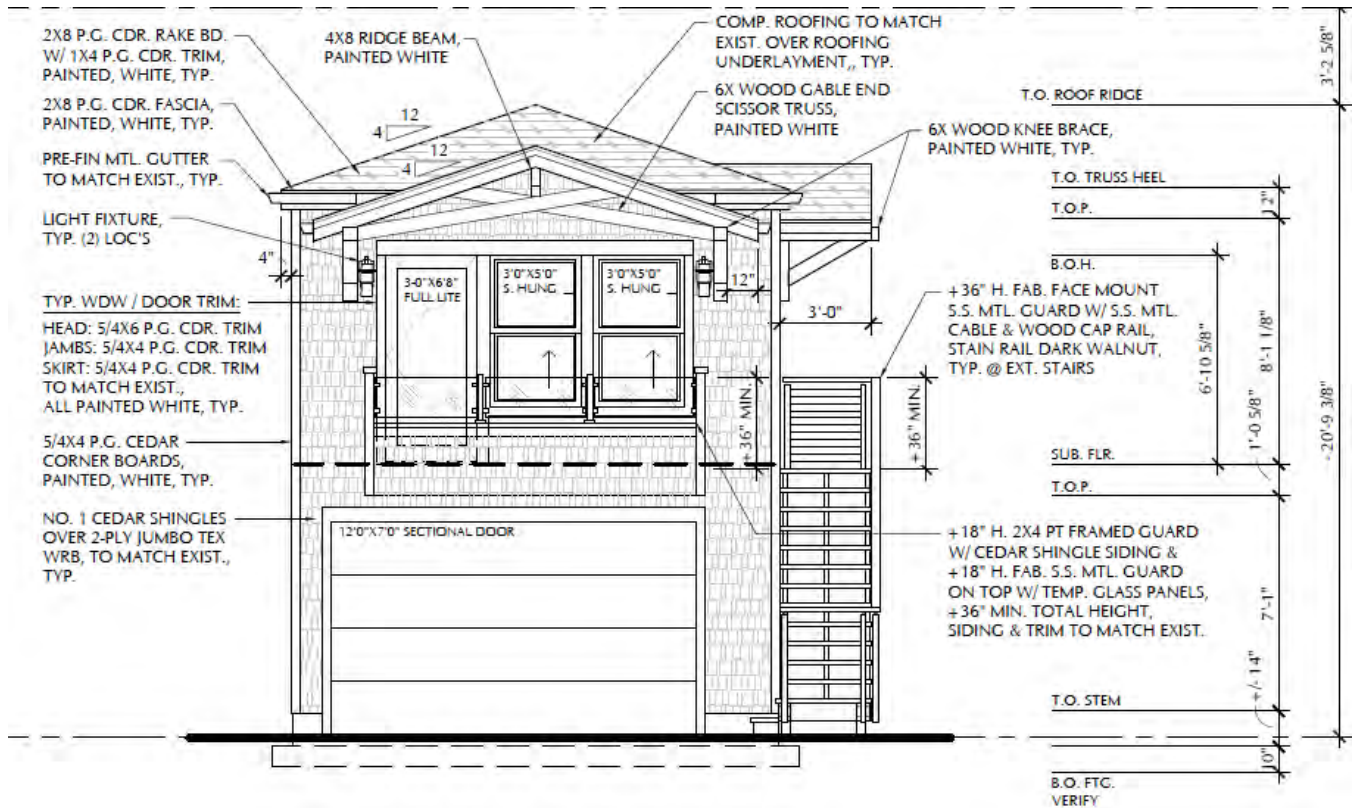 2X8 P.G. CDR. RAKE BD.
W/ 1X4 P.G. CDR. TRIM,
PAINTED, WHITE, TYP.
2X8 P.G. CDR. FASCIA,
PAINTED, WHITE, TYP.
PRE-FIN MTL. GUTTER
TO MATCH EXIST., TYP.
LIGHT FIXTURE,
TYP. (2) LOC'S
4"
TYP. WDW / DOOR TRIM:
HEAD: 5/4X6 P.G. CDR. TRIM
JAMBS: 5/4X4 P.G. CDR. TRIM
SKIRT: 5/4X4 P.G. CDR. TRIM
TO MATCH EXIST.,
ALL PAINTED WHITE, TYP.
5/4X4 P.G. CEDAR
CORNER BOARDS,
PAINTED, WHITE, TYP.
NO. 1 CEDAR SHINGLES
OVER 2-PLY JUMBO TEX
WRB, TO MATCH EXIST.,
TYP.
4X8 RIDGE BEAM,
PAINTED WHITE
12
4
12
4
3-0"X6'8"
FULL LITE
3'0"X5'0"
S. HUNG
3'0"X5'0"
S. HUNG
12"
3'-0"
+36" MIN.
+36" MIN.
12'0"X7'0" SECTIONAL DOOR
COMP. ROOFING TO MATCH
EXIST. OVER ROOFING
UNDERLAYMENT,, TYP.
6X WOOD GABLE END
SCISSOR TRUSS,
PAINTED WHITE
6X WOOD KNEE BRACE,
PAINTED WHITE, TYP.
+36" H. FAB. FACE MOUNT
S.S. MTL. GUARD W/ S.S. MTL.
CABLE & WOOD CAP RAIL,
STAIN RAIL DARK WALNUT,
TYP. @ EXT. STAIRS
+18" H. 2X4 PT FRAMED GUARD
W/ CEDAR SHINGLE SIDING &
+18" H. FAB. S.S. MTL. GUARD
ON TOP W/ TEMP. GLASS PANELS,
+36" MIN. TOTAL HEIGHT,
SIDING & TRIM TO MATCH EXIST.
T.O. ROOF RIDGE
T.O. TRUSS HEEL
T.O.P.
B.O.H.
SUB. FLR.
T.O.P.
T.O. STEM
B.O. FTG.
VERIFY
3'-2 5/8"
12"
6'-10 5/8"
8'-1 1/8"
1'-0 5/8"
7'-1"
+/- 14"
10"
20'-9 3/8"